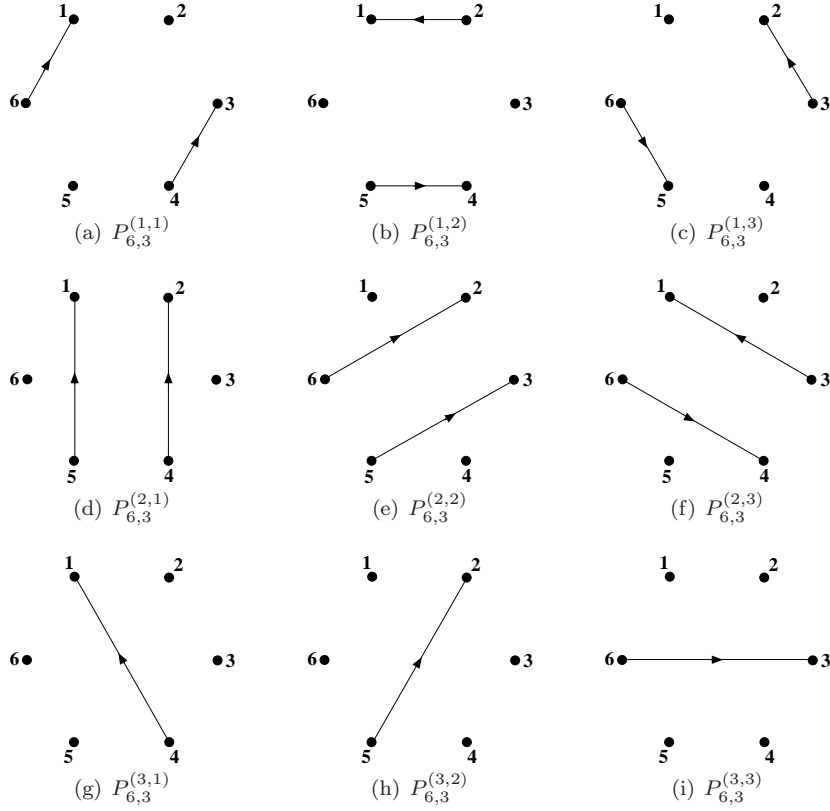 1 2 1 2 1 2
6 3 6 3 6 3
5 4 5 4 5 4
(a) P_{6,3}^{(1,1)} (b) P_{6,3}^{(1,2)} (c) P_{6,3}^{(1,3)}
1 2 1 2 1 2
6 3 6 3 6 3
5 4 5 4 5 4
(d) P_{6,3}^{(2,1)} (e) P_{6,3}^{(2,2)} (f) P_{6,3}^{(2,3)}
1 2 1 2 1 2
6 3 6 3 6 3
5 4 5 4 5 4
(g) P_{6,3}^{(3,1)} (h) P_{6,3}^{(3,2)} (i) P_{6,3}^{(3,3)}